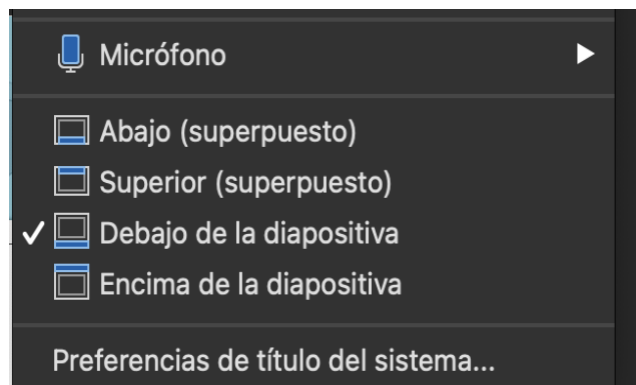 Micrófono
Abajo (superpuesto)
Superior (superpuesto)
Debajo de la diapositiva
Encima de la diapositiva
Preferencias de título del sistema...